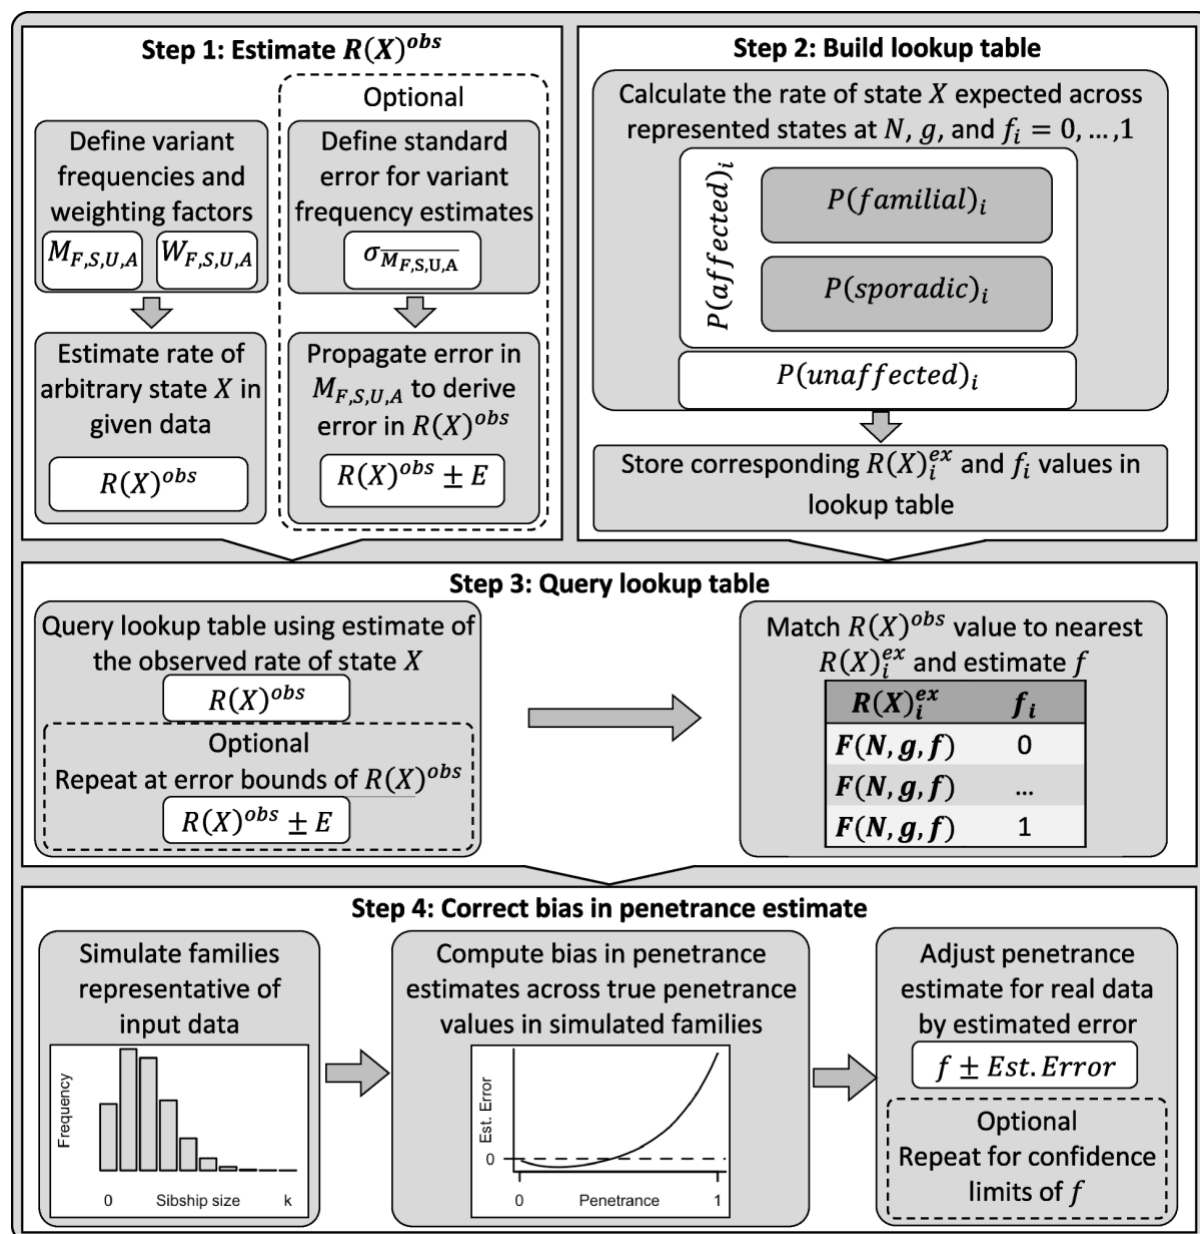 Step 1: Estimate R(X)^obs
Optional
Define variant
frequencies and
weighting factors
M_F,S,U,A W_F,S,U,A
Define standard
error for variant
frequency estimates
σ_M̅_F,S,U,A
Estimate rate of
arbitrary state X in
given data
R(X)^obs
Propagate error in
M_F,S,U,A to derive
error in R(X)^obs
R(X)^obs ± E
Step 2: Build lookup table
Calculate the rate of state X expected across
represented states at N, g, and f_i = 0, … ,1
P(affected)_i
P(familial)_i
P(sporadic)_i
P(unaffected)_i
Store corresponding R(X)_i^ex and f_i values in
lookup table
Step 3: Query lookup table
Query lookup table using estimate of
the observed rate of state X
R(X)^obs
Optional
Repeat at error bounds of R(X)^obs
R(X)^obs ± E
Match R(X)^obs value to nearest
R(X)_i^ex and estimate f
R(X)_i^ex f_i
F(N, g, f) 0
F(N, g, f) ...
F(N, g, f) 1
Step 4: Correct bias in penetrance estimate
Simulate families
representative of
input data
Frequency
0 Sibship size k
Compute bias in penetrance
estimates across true penetrance
values in simulated families
Est. Error
0
0 Penetrance 1
Adjust penetrance
estimate for real data
by estimated error
f ± Est. Error
Optional
Repeat for confidence
limits of f